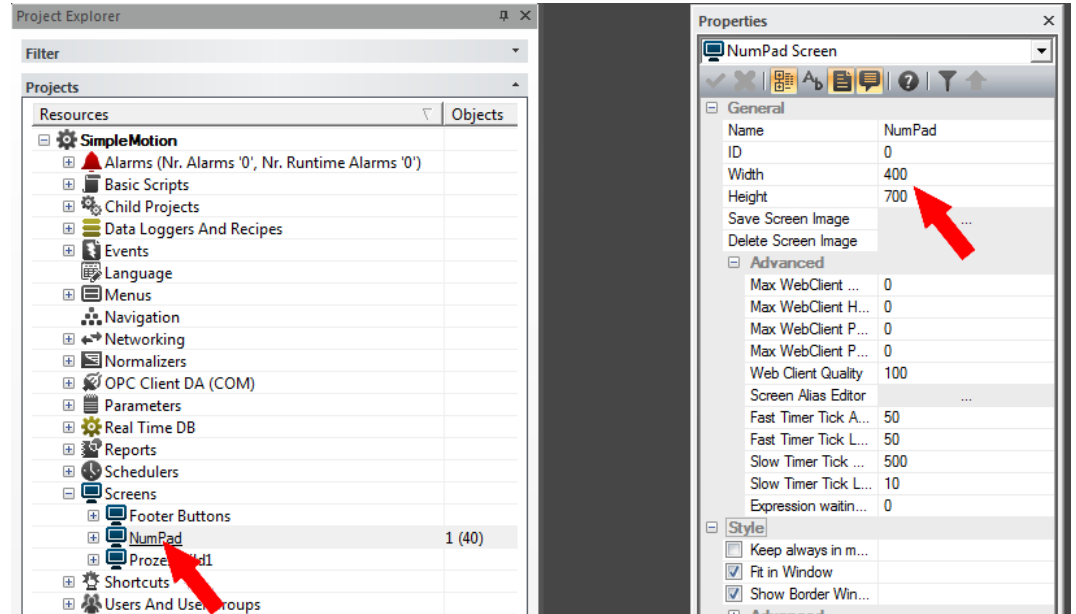 Project Explorer
Filter
Projects
Resources
Objects
SimpleMotion
Alarms (Nr. Alarms '0', Nr. Runtime Alarms '0')
Basic Scripts
Child Projects
Data Loggers And Recipes
Events
Language
Menus
Navigation
Networking
Normalizers
OPC Client DA (COM)
Parameters
Real Time DB
Reports
Schedulers
Screens
Footer Buttons
NumPad 1 (40)
Shortcuts
Users And
Properties
NumPad Screen
General
Name NumPad
ID 0
Width 400
Height 700
Save Screen Image ...
Delete Screen Image
Advanced
Max WebClient ... 0
Max WebClient H... 0
Max WebClient P... 0
Max WebClient P... 0
Web Client Quality 100
Screen Alias Editor ...
Fast Timer Tick A... 50
Fast Timer Tick L... 50
Slow Timer Tick ... 500
Slow Timer Tick L... 10
Expression waitin... 0
Style
Keep always in m...
Fit in Window
Show Border Win...